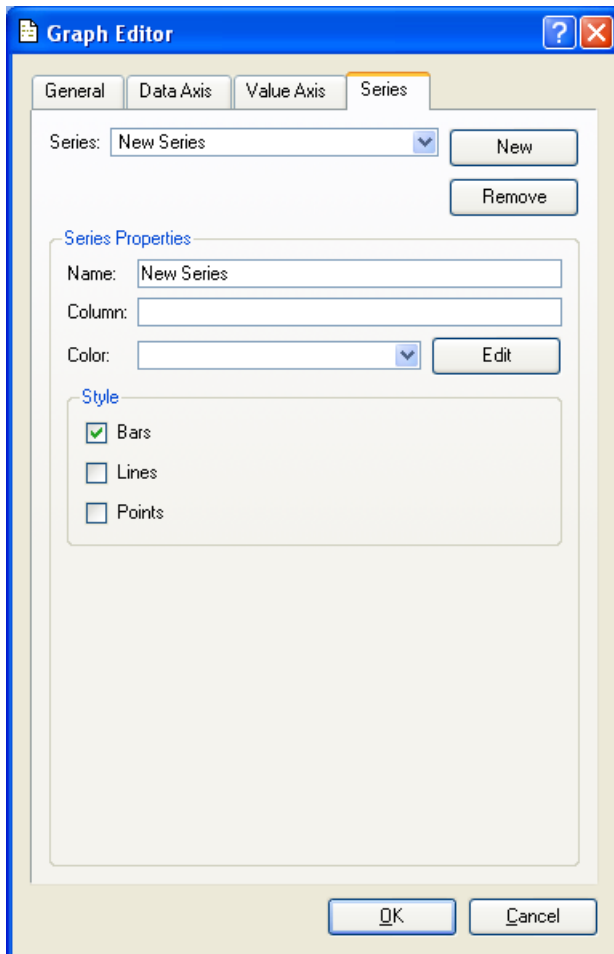 Graph Editor
?
General Data Axis Value Axis Series
Series: New Series New
Remove
Series Properties
Name: New Series
Column:
Color: Edit
Style
Bars
Lines
Points
OK Cancel